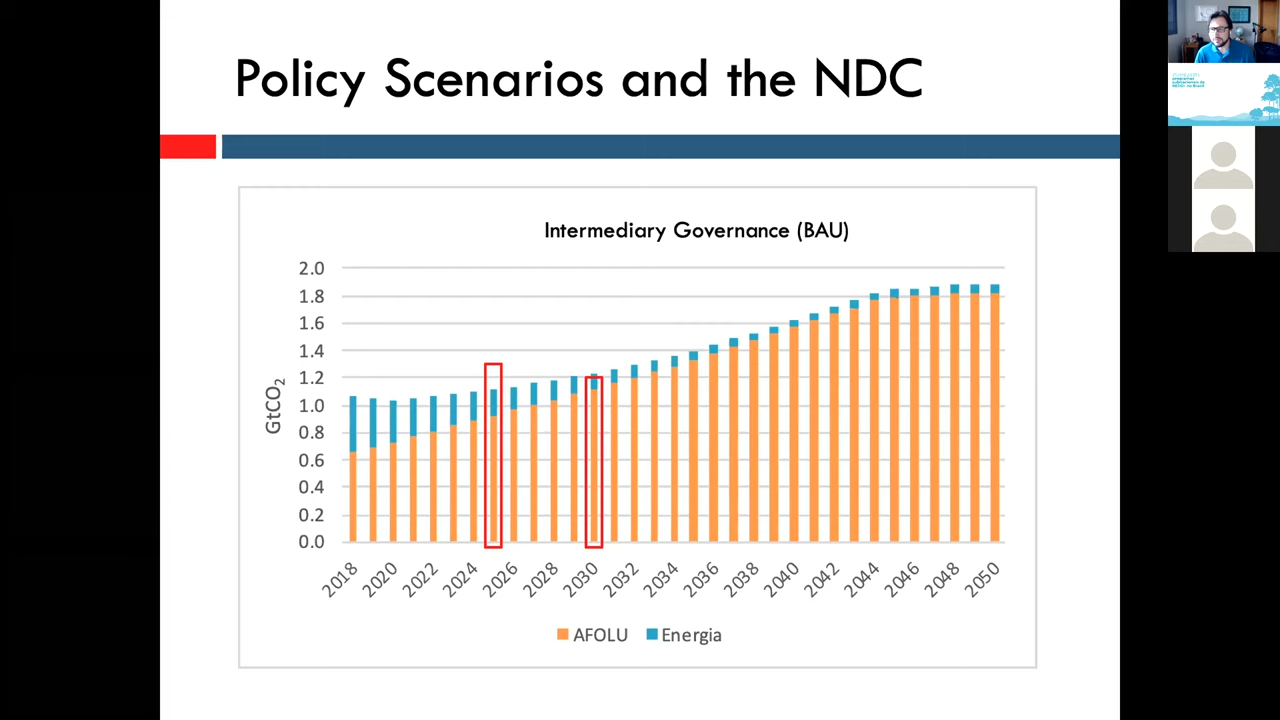 Policy Scenarios and the NDC
Intermediary Governance (BAU)
2.0
1.8
1.6
1.4
1.2
1.0
0.8
0.6
0.4
0.2
0.0
GtCO2
2018 2020 2022 2024 2026 2028 2030 2032 2034 2036 2038 2040 2042 2044 2046 2048 2050
AFOLU Energia